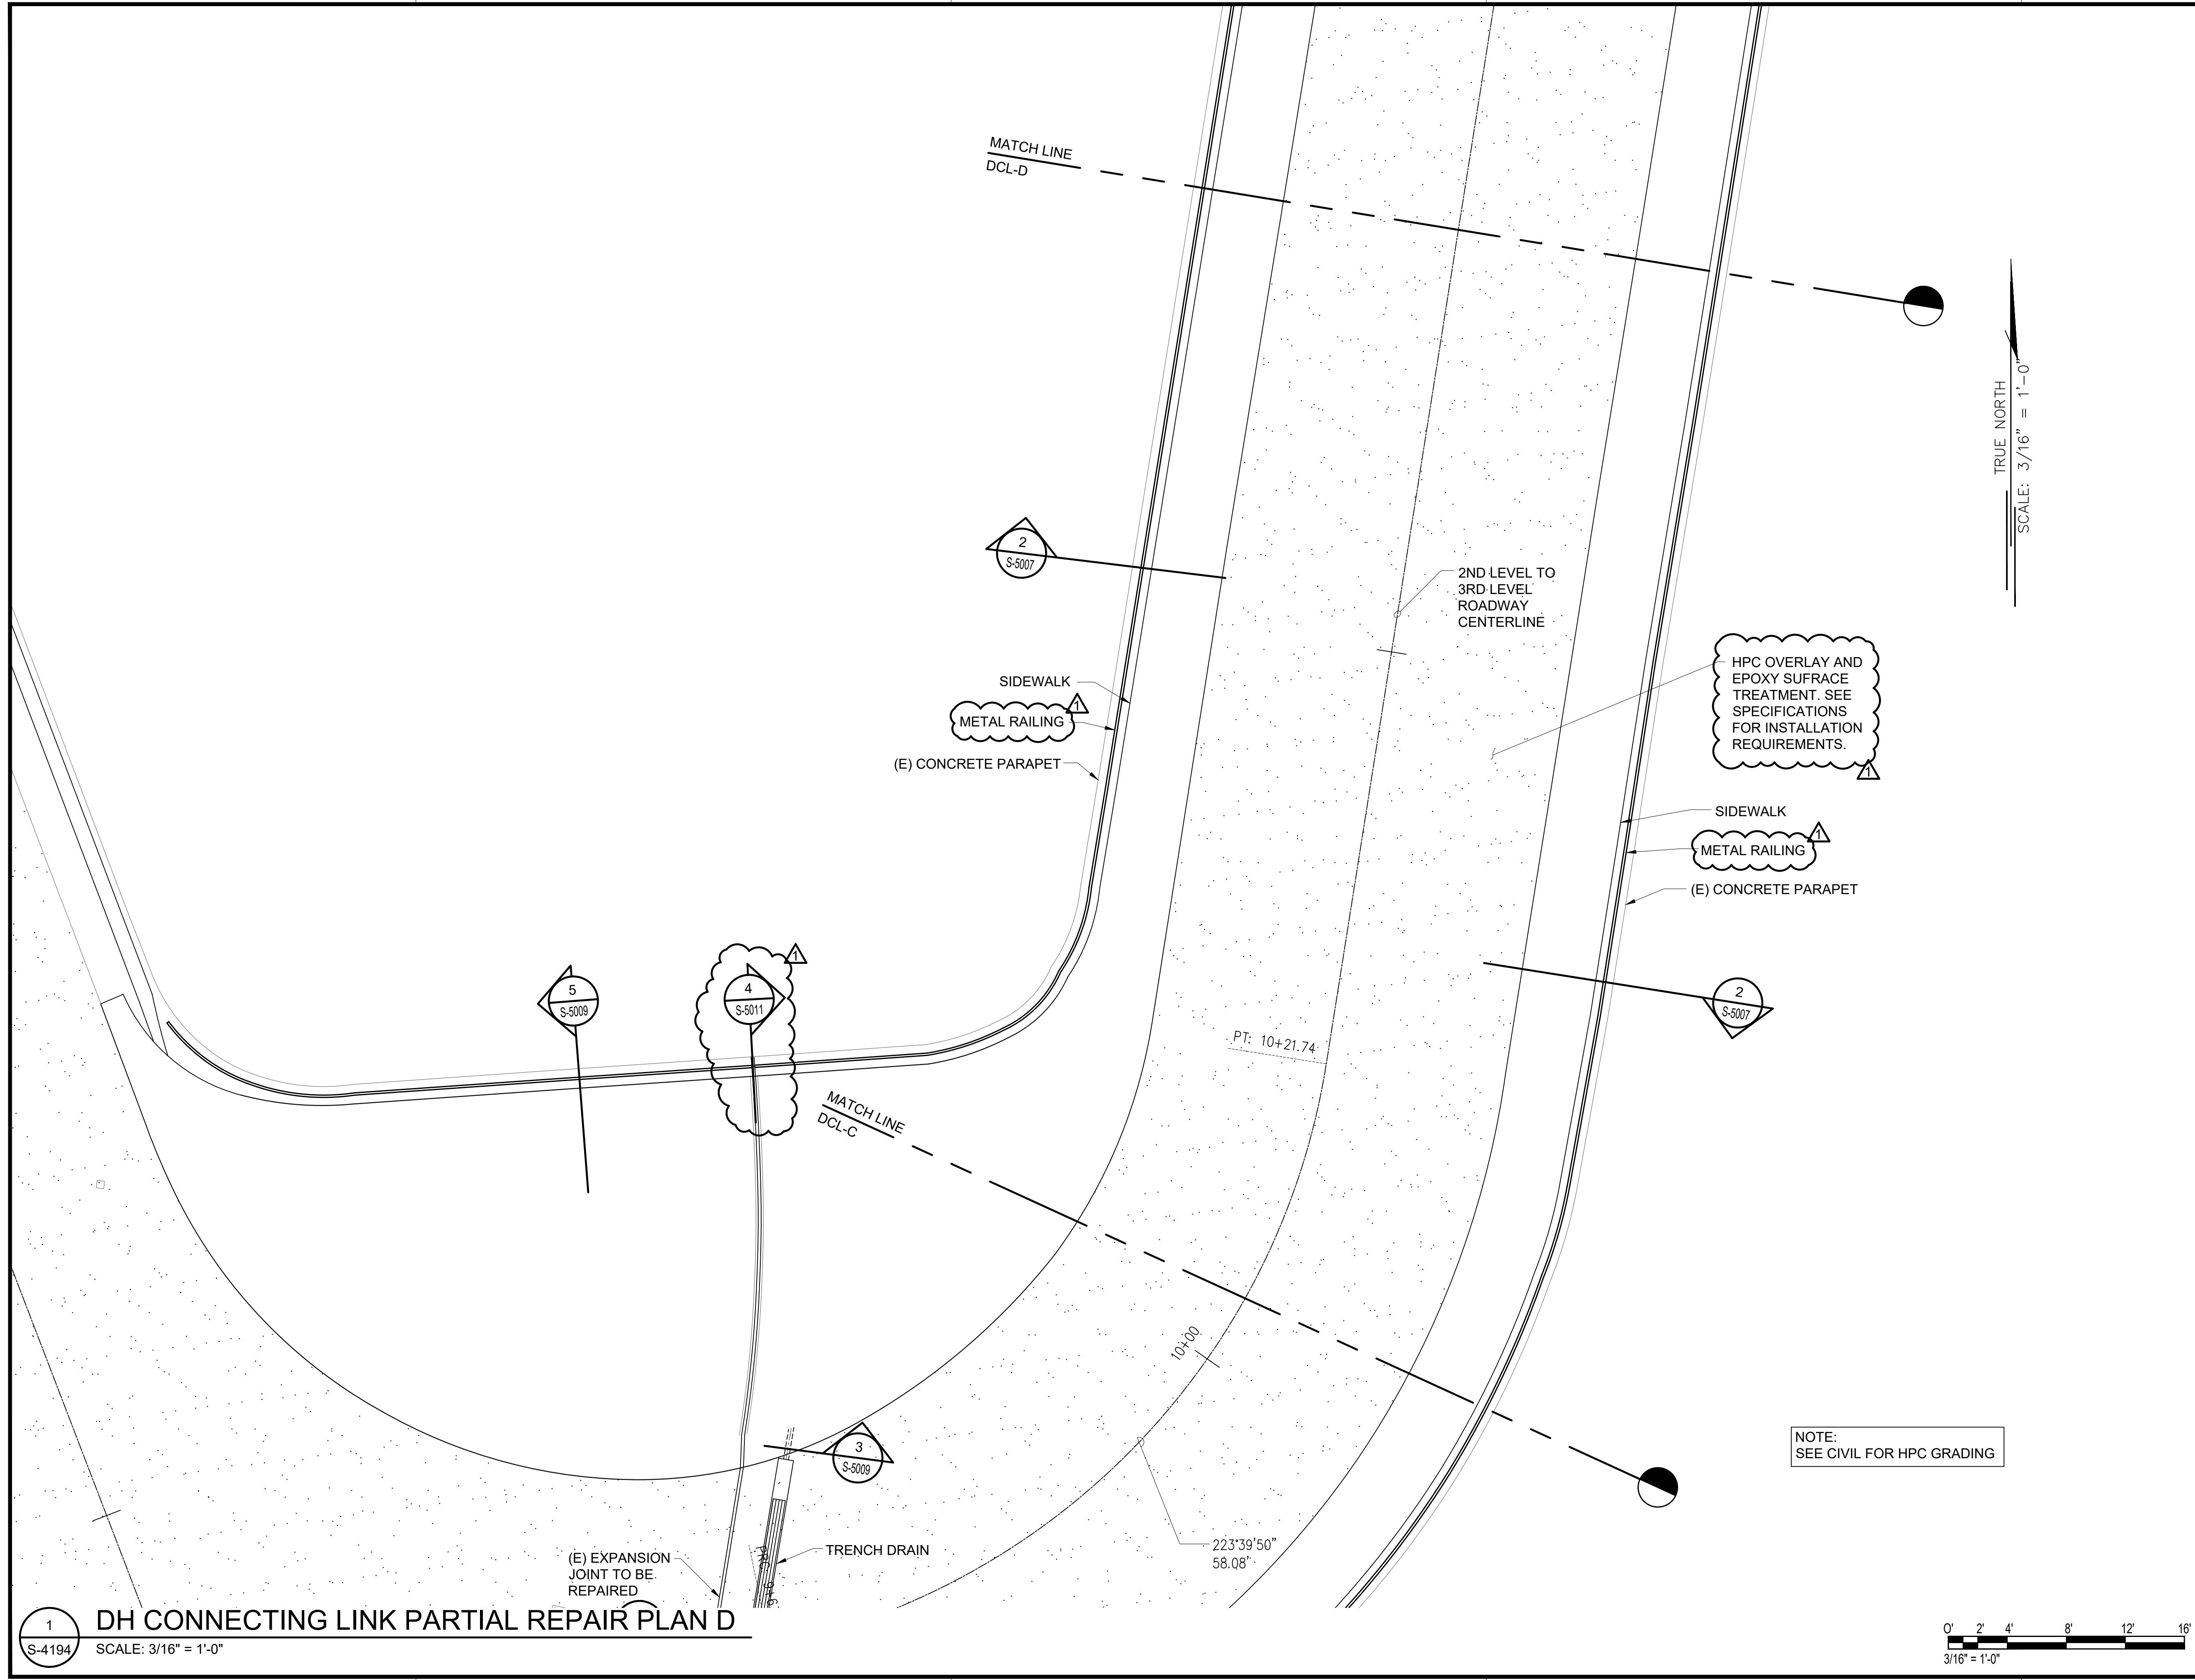 MATCH LINE
DCL-D
TRUE NORTH
SCALE: 3/16" = 1'-0"
2
S-5007
2ND LEVEL TO
3RD LEVEL
ROADWAY
CENTERLINE
HPC OVERLAY AND
EPOXY SUFRACE
TREATMENT. SEE
SPECIFICATIONS
FOR INSTALLATION
REQUIREMENTS.
1
SIDEWALK
METAL RAILING
1
(E) CONCRETE PARAPET
SIDEWALK
METAL RAILING
1
(E) CONCRETE PARAPET
5
S-5009
4
S-5011
1
2
S-5007
PT: 10+21.74
MATCH LINE
DCL-C
10+00
3
S-5009
NOTE:
SEE CIVIL FOR HPC GRADING
223°39'50"
58.08'
(E) EXPANSION
JOINT TO BE
REPAIRED
TRENCH DRAIN
PRC: 9+6
1
S-4194
DH CONNECTING LINK PARTIAL REPAIR PLAN D
SCALE: 3/16" = 1'-0"
0' 2' 4' 8' 12' 16'
3/16" = 1'-0"